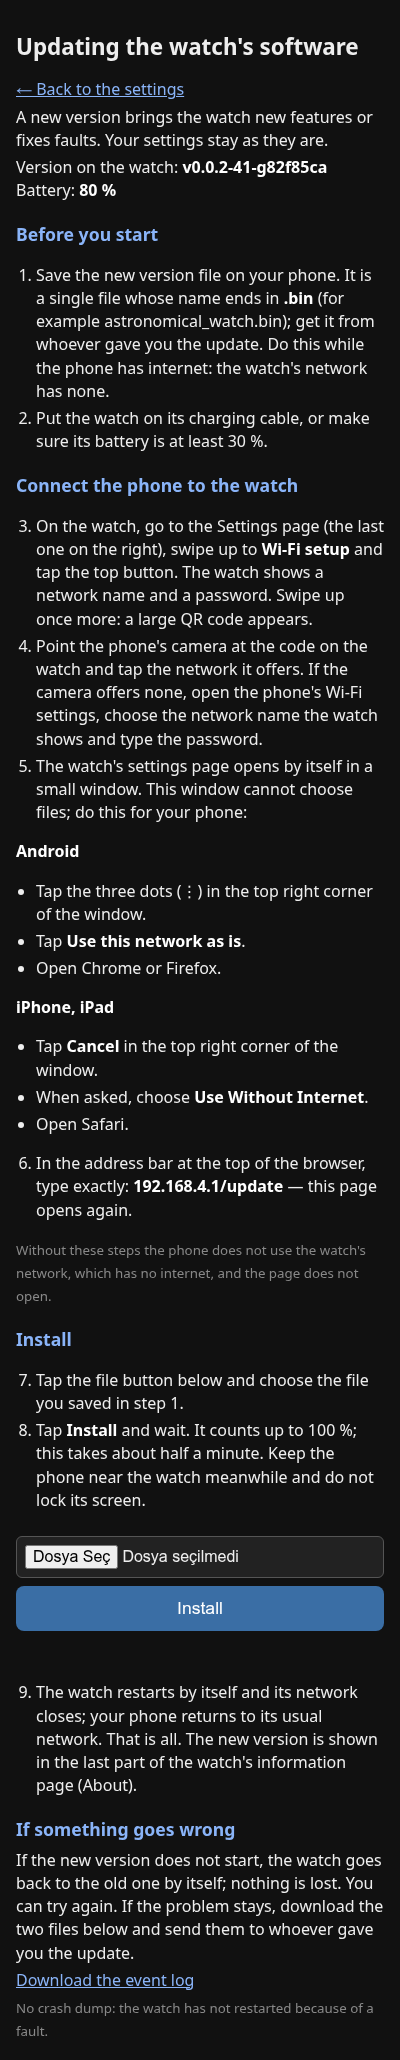 Updating the watch's software
← Back to the settings
A new version brings the watch new features or
fixes faults. Your settings stay as they are.
Version on the watch: v0.0.2-41-g82f85ca
Battery: 80 %
Before you start
1. Save the new version file on your phone. It is
a single file whose name ends in .bin (for
example astronomical_watch.bin); get it from
whoever gave you the update. Do this while
the phone has internet: the watch's network
has none.
2. Put the watch on its charging cable, or make
sure its battery is at least 30 %.
Connect the phone to the watch
3. On the watch, go to the Settings page (the last
one on the right), swipe up to Wi-Fi setup and
tap the top button. The watch shows a
network name and a password. Swipe up
once more: a large QR code appears.
4. Point the phone's camera at the code on the
watch and tap the network it offers. If the
camera offers none, open the phone's Wi-Fi
settings, choose the network name the watch
shows and type the password.
5. The watch's settings page opens by itself in a
small window. This window cannot choose
files; do this for your phone:
Android
• Tap the three dots (⋮) in the top right corner
of the window.
• Tap Use this network as is.
• Open Chrome or Firefox.
iPhone, iPad
• Tap Cancel in the top right corner of the
window.
• When asked, choose Use Without Internet.
• Open Safari.
6. In the address bar at the top of the browser,
type exactly: 192.168.4.1/update — this page
opens again.
Without these steps the phone does not use the watch's
network, which has no internet, and the page does not
open.
Install
7. Tap the file button below and choose the file
you saved in step 1.
8. Tap Install and wait. It counts up to 100 %;
this takes about half a minute. Keep the
phone near the watch meanwhile and do not
lock its screen.
Dosya Seç Dosya seçilmedi
Install
9. The watch restarts by itself and its network
closes; your phone returns to its usual
network. That is all. The new version is shown
in the last part of the watch's information
page (About).
If something goes wrong
If the new version does not start, the watch goes
back to the old one by itself; nothing is lost. You
can try again. If the problem stays, download the
two files below and send them to whoever gave
you the update.
Download the event log
No crash dump: the watch has not restarted because of a
fault.